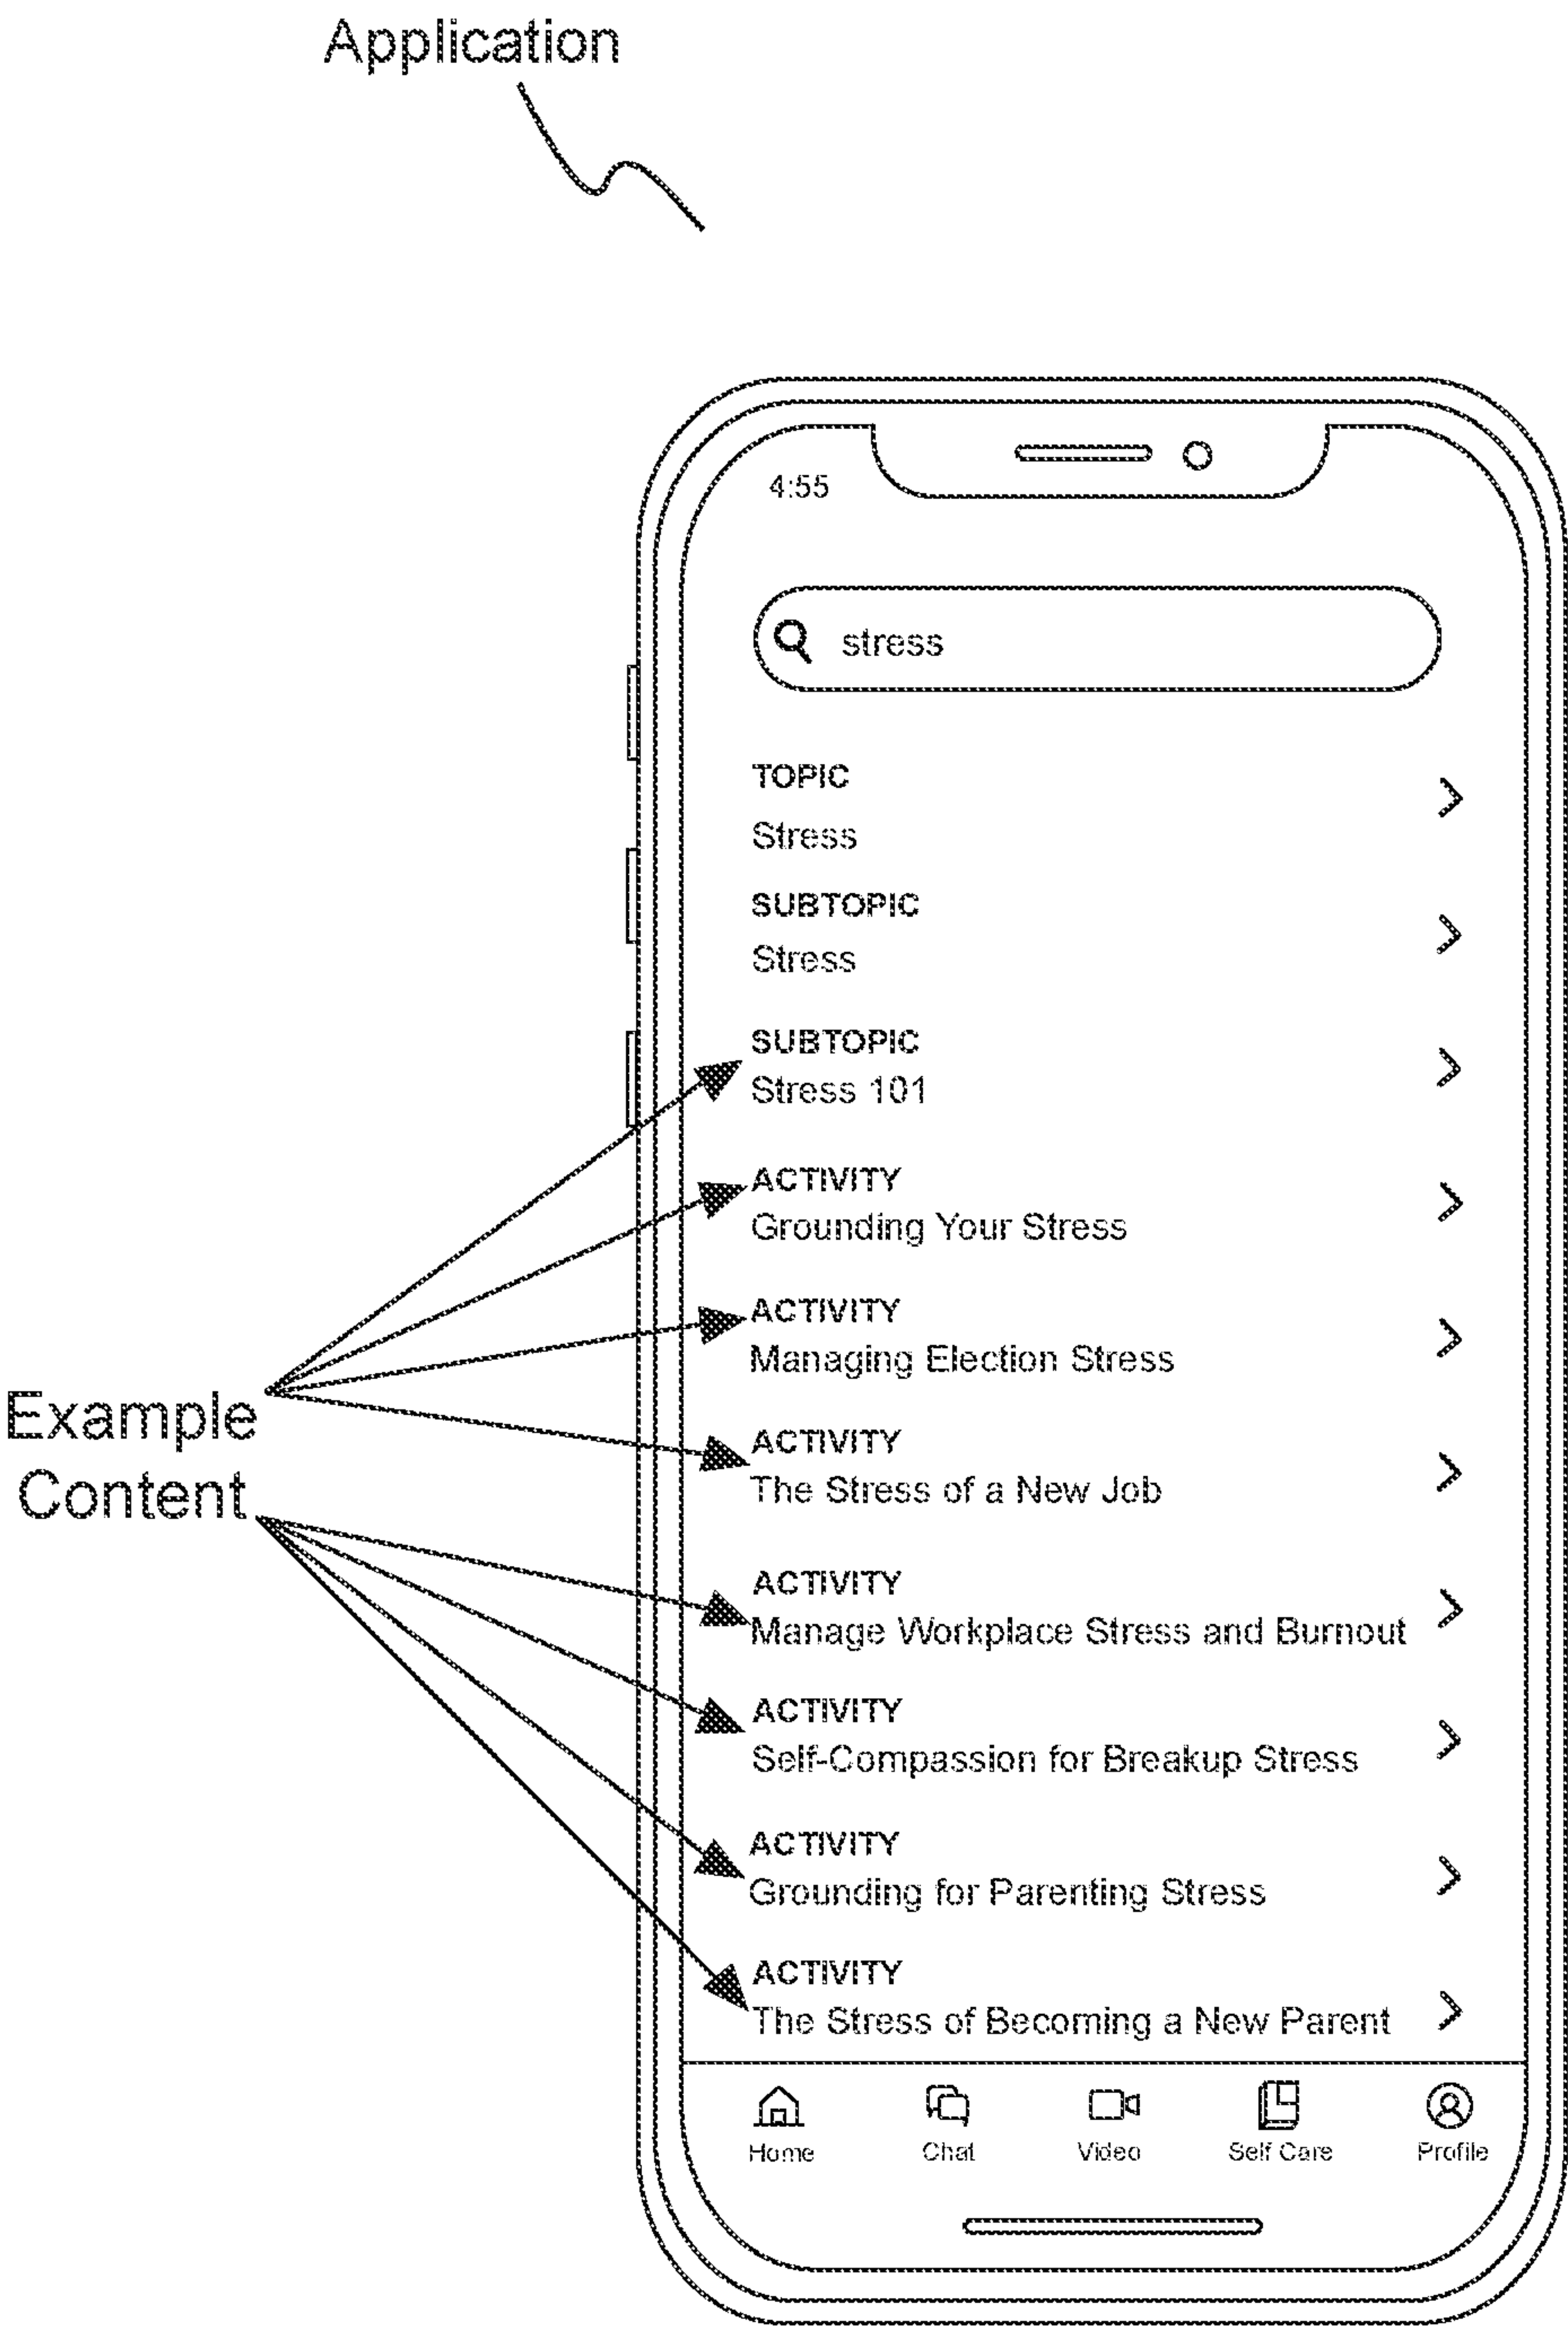 Application
4:55
stress
TOPIC
Stress
SUBTOPIC
Stress
SUBTOPIC
Stress 101
ACTIVITY
Grounding Your Stress
ACTIVITY
Managing Election Stress
ACTIVITY
The Stress of a New Job
Example
Content
ACTIVITY
Manage Workplace Stress and Burnout
ACTIVITY
Self-Compassion for Breakup Stress
ACTIVITY
Grounding for Parenting Stress
ACTIVITY
The Stress of Becoming a New Parent
Home Chat Video Self Care Profile